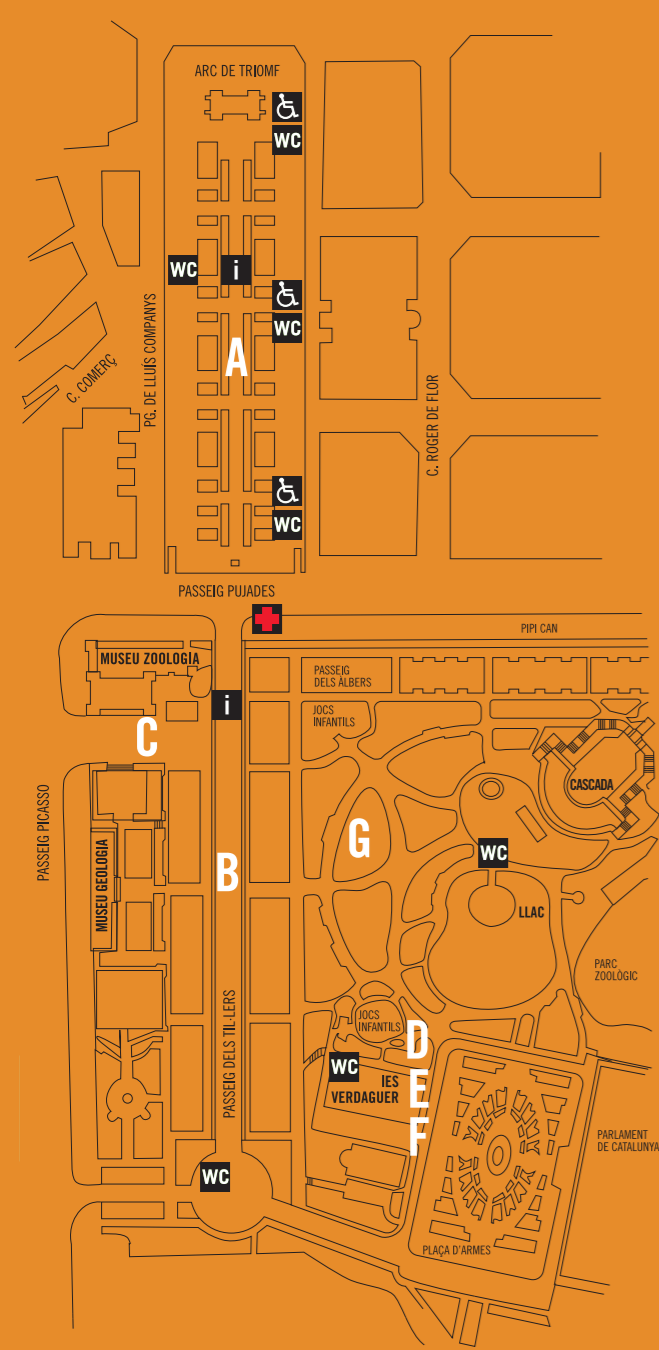 ARC DE TRIOMF
WC
WC
i
WC
PG. DE LLUÍS COMPANYS
C. COMERÇ
A
C. ROGER DE FLOR
WC
PASSEIG PUJADES
PIPI CAN
MUSEU ZOOLOGIA
PASSEIG
DELS ÀLBERS
i
JOCS
INFANTILS
C
CASCADA
PASSEIG PICASSO
G
WC
B
MUSEU GEOLOGIA
LLAC
PARC
ZOOLÒGIC
PASSEIG DELS TIL·LERS
JOCS
INFANTILS
D
WC
IES
VERDAGUER
E
F
PARLAMENT
DE CATALUNYA
WC
PLAÇA D'ARMES